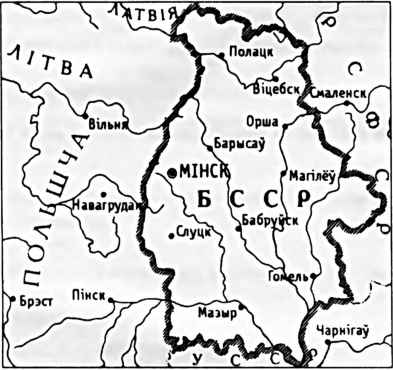 ЛАТВІЯ
ЛІТВА
Полацк
Віцебск
Смаленск
Вільня
Орша
РСФСР
Барысаў
МІНСК
Магілёў
ПОЛЬШЧА
Навагрудак
БССР
Слуцк
Бабруйск
Гомель
Брэст
Пінск
Мазыр
Чарнігаў
УССР